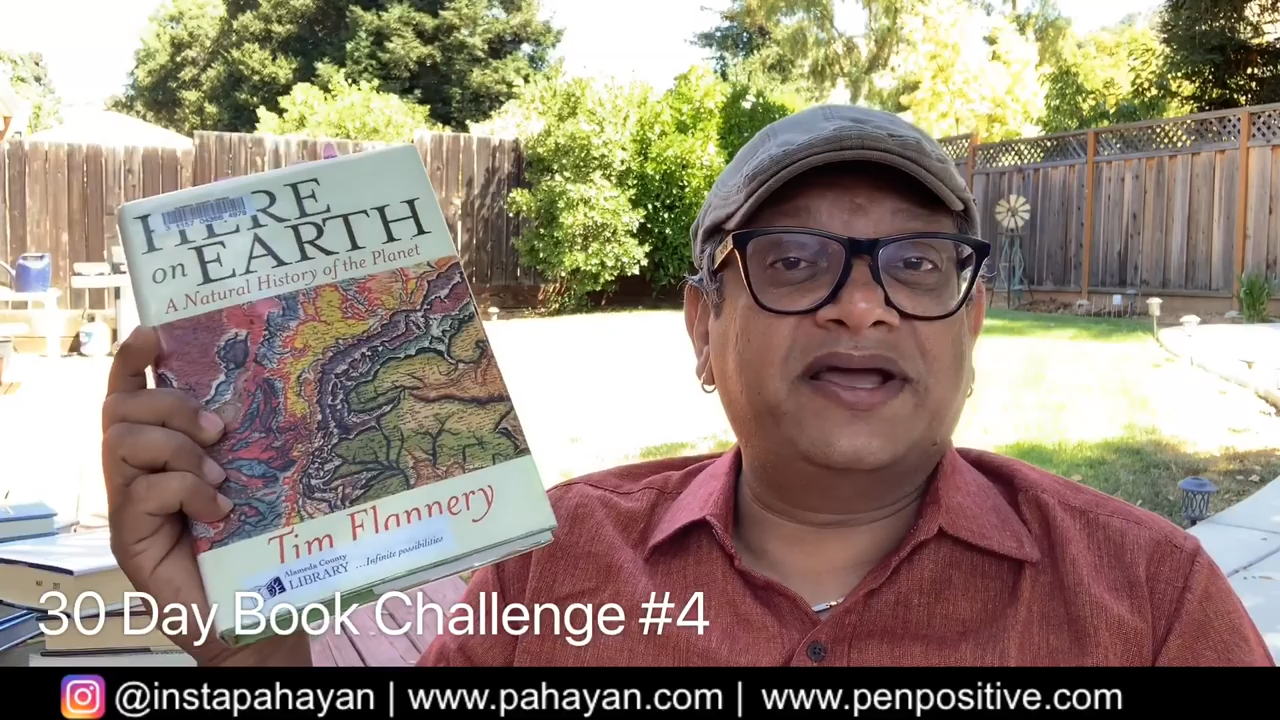 HERE
on EARTH
A Natural History of the Planet
Tim Flannery
Alameda County
LIBRARY ...Infinite possibilities
30 Day Book Challenge #4
@instapahayan | www.pahayan.com | www.penpositive.com